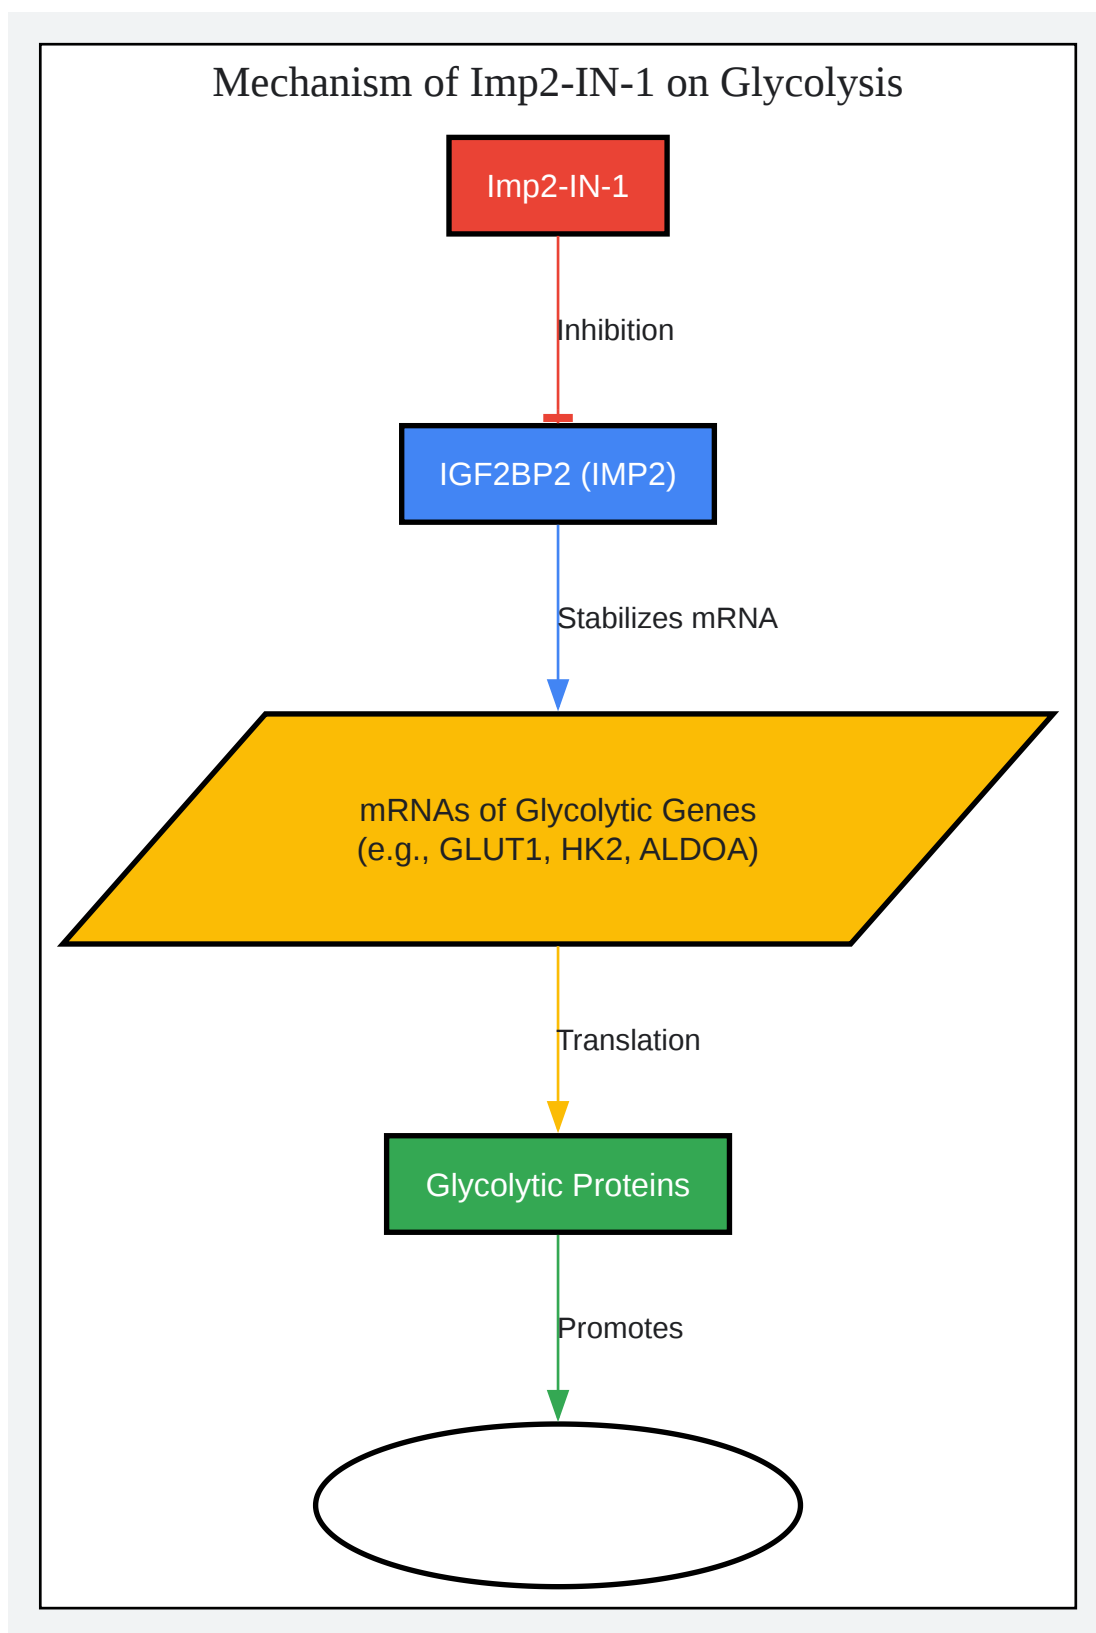 Mechanism of Imp2-IN-1 on Glycolysis
Imp2-IN-1
Inhibition
IGF2BP2 (IMP2)
Stabilizes mRNA
mRNAs of Glycolytic Genes
(e.g., GLUT1, HK2, ALDOA)
Translation
Glycolytic Proteins
Promotes